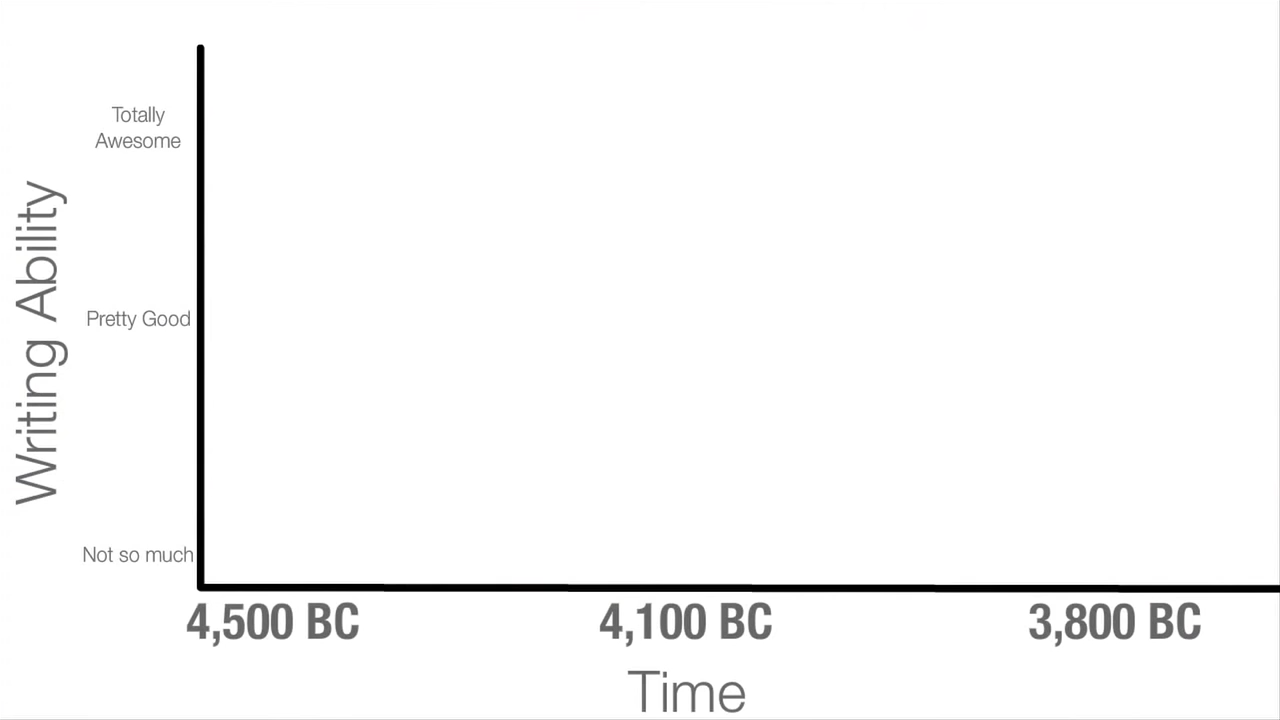 Totally
Awesome
Writing Ability
Pretty Good
Not so much
4,500 BC
4,100 BC
3,800 BC
Time